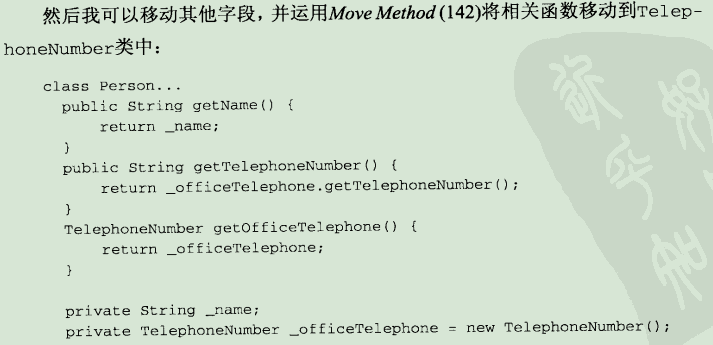 然后我可以移动其他字段，并运用Move Method (142)将相关函数移动到Telep-
honeNumber类中：
class Person...
public String getName() {
return _name;
}
public String getTelephoneNumber() {
return _officeTelephone.getTelephoneNumber();
}
TelephoneNumber getOfficeTelephone() {
return _officeTelephone;
}
private String _name;
private TelephoneNumber _officeTelephone = new TelephoneNumber();